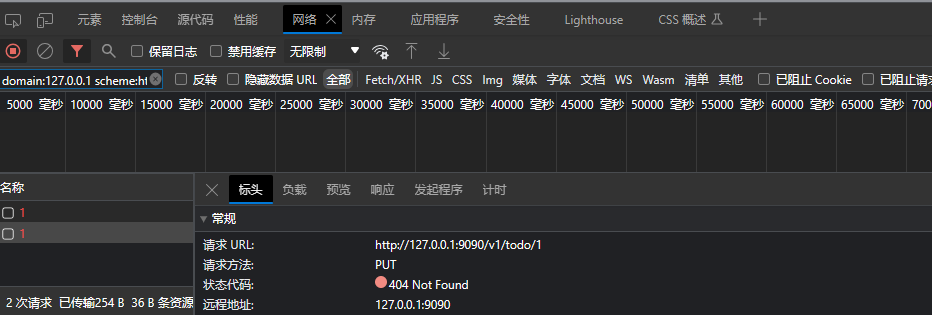 元素 控制台 源代码 性能 网络 内存 应用程序 安全性 Lighthouse CSS 概述
保留日志 禁用缓存 无限制
domain:127.0.0.1 scheme:ht 反转 隐藏数据 URL 全部 Fetch/XHR JS CSS Img 媒体 字体 文档 WS Wasm 清单 其他 已阻止 Cookie 已阻止请求
5000 毫秒 10000 毫秒 15000 毫秒 20000 毫秒 25000 毫秒 30000 毫秒 35000 毫秒 40000 毫秒 45000 毫秒 50000 毫秒 55000 毫秒 60000 毫秒 65000 毫秒 700
名称 标头 负载 预览 响应 发起程序 计时
1
1
常规
请求 URL: http://127.0.0.1:9090/v1/todo/1
请求方法: PUT
状态代码: 404 Not Found
远程地址: 127.0.0.1:9090
2 次请求 已传输254 B 36 B 条资源